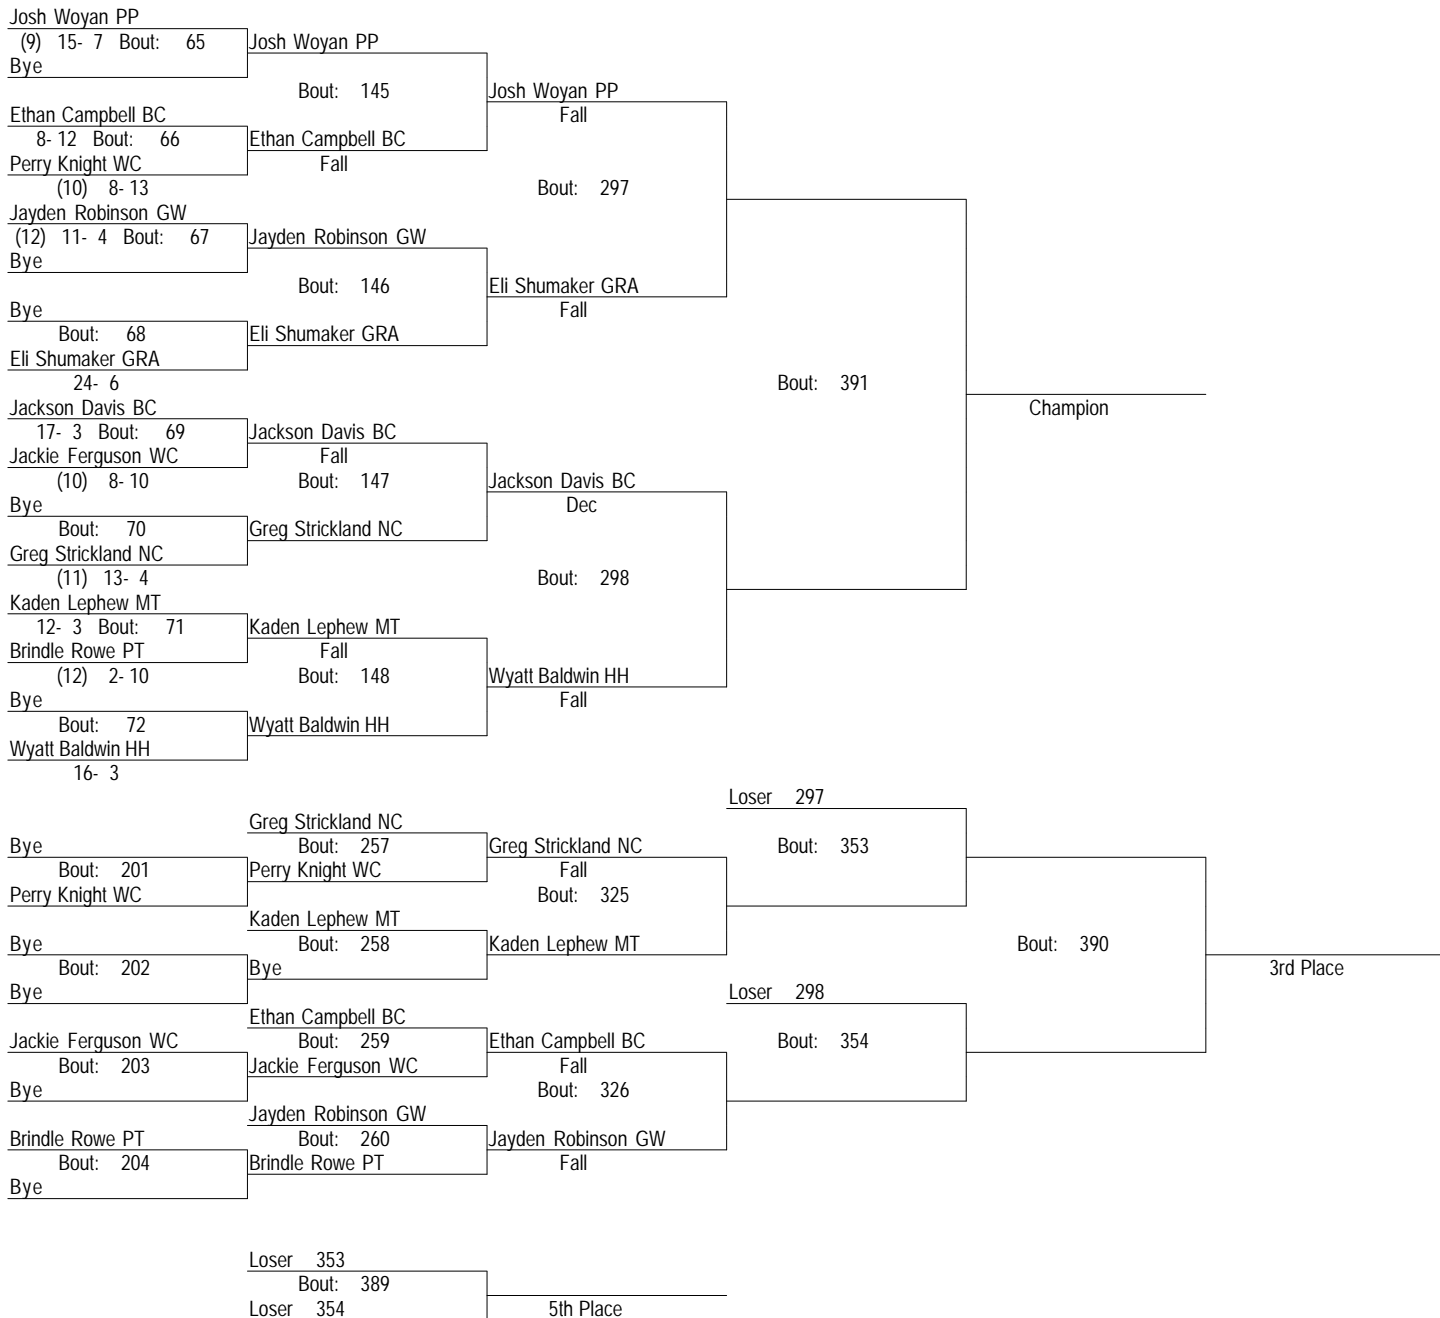 Josh Woyan PP
(9) 15- 7 Bout: 65
Josh Woyan PP
Bye
Bout: 145
Josh Woyan PP
Fall
Ethan Campbell BC
8- 12 Bout: 66
Ethan Campbell BC
Perry Knight WC
Fall
(10) 8- 13
Bout: 297
Jayden Robinson GW
(12) 11- 4 Bout: 67
Jayden Robinson GW
Bye
Bout: 146
Eli Shumaker GRA
Fall
Bye
Bout: 68
Eli Shumaker GRA
Eli Shumaker GRA
24- 6
Bout: 391
Champion
Jackson Davis BC
17- 3 Bout: 69
Jackson Davis BC
Jackie Ferguson WC
Fall
(10) 8- 10
Bout: 147
Jackson Davis BC
Dec
Bye
Bout: 70
Greg Strickland NC
Greg Strickland NC
(11) 13- 4
Bout: 298
Kaden Lephew MT
12- 3 Bout: 71
Kaden Lephew MT
Brindle Rowe PT
Fall
(12) 2- 10
Bout: 148
Wyatt Baldwin HH
Fall
Bye
Bout: 72
Wyatt Baldwin HH
Wyatt Baldwin HH
16- 3
Loser 297
Greg Strickland NC
Bye
Bout: 257
Greg Strickland NC
Bout: 353
Bout: 201
Perry Knight WC
Fall
Perry Knight WC
Bout: 325
Kaden Lephew MT
Bye
Bout: 258
Kaden Lephew MT
Bout: 390
Bout: 202
Bye
3rd Place
Bye
Loser 298
Ethan Campbell BC
Jackie Ferguson WC
Bout: 259
Ethan Campbell BC
Bout: 354
Bout: 203
Jackie Ferguson WC
Fall
Bye
Bout: 326
Jayden Robinson GW
Brindle Rowe PT
Bout: 260
Jayden Robinson GW
Bout: 204
Brindle Rowe PT
Fall
Bye
Loser 353
Bout: 389
Loser 354
5th Place